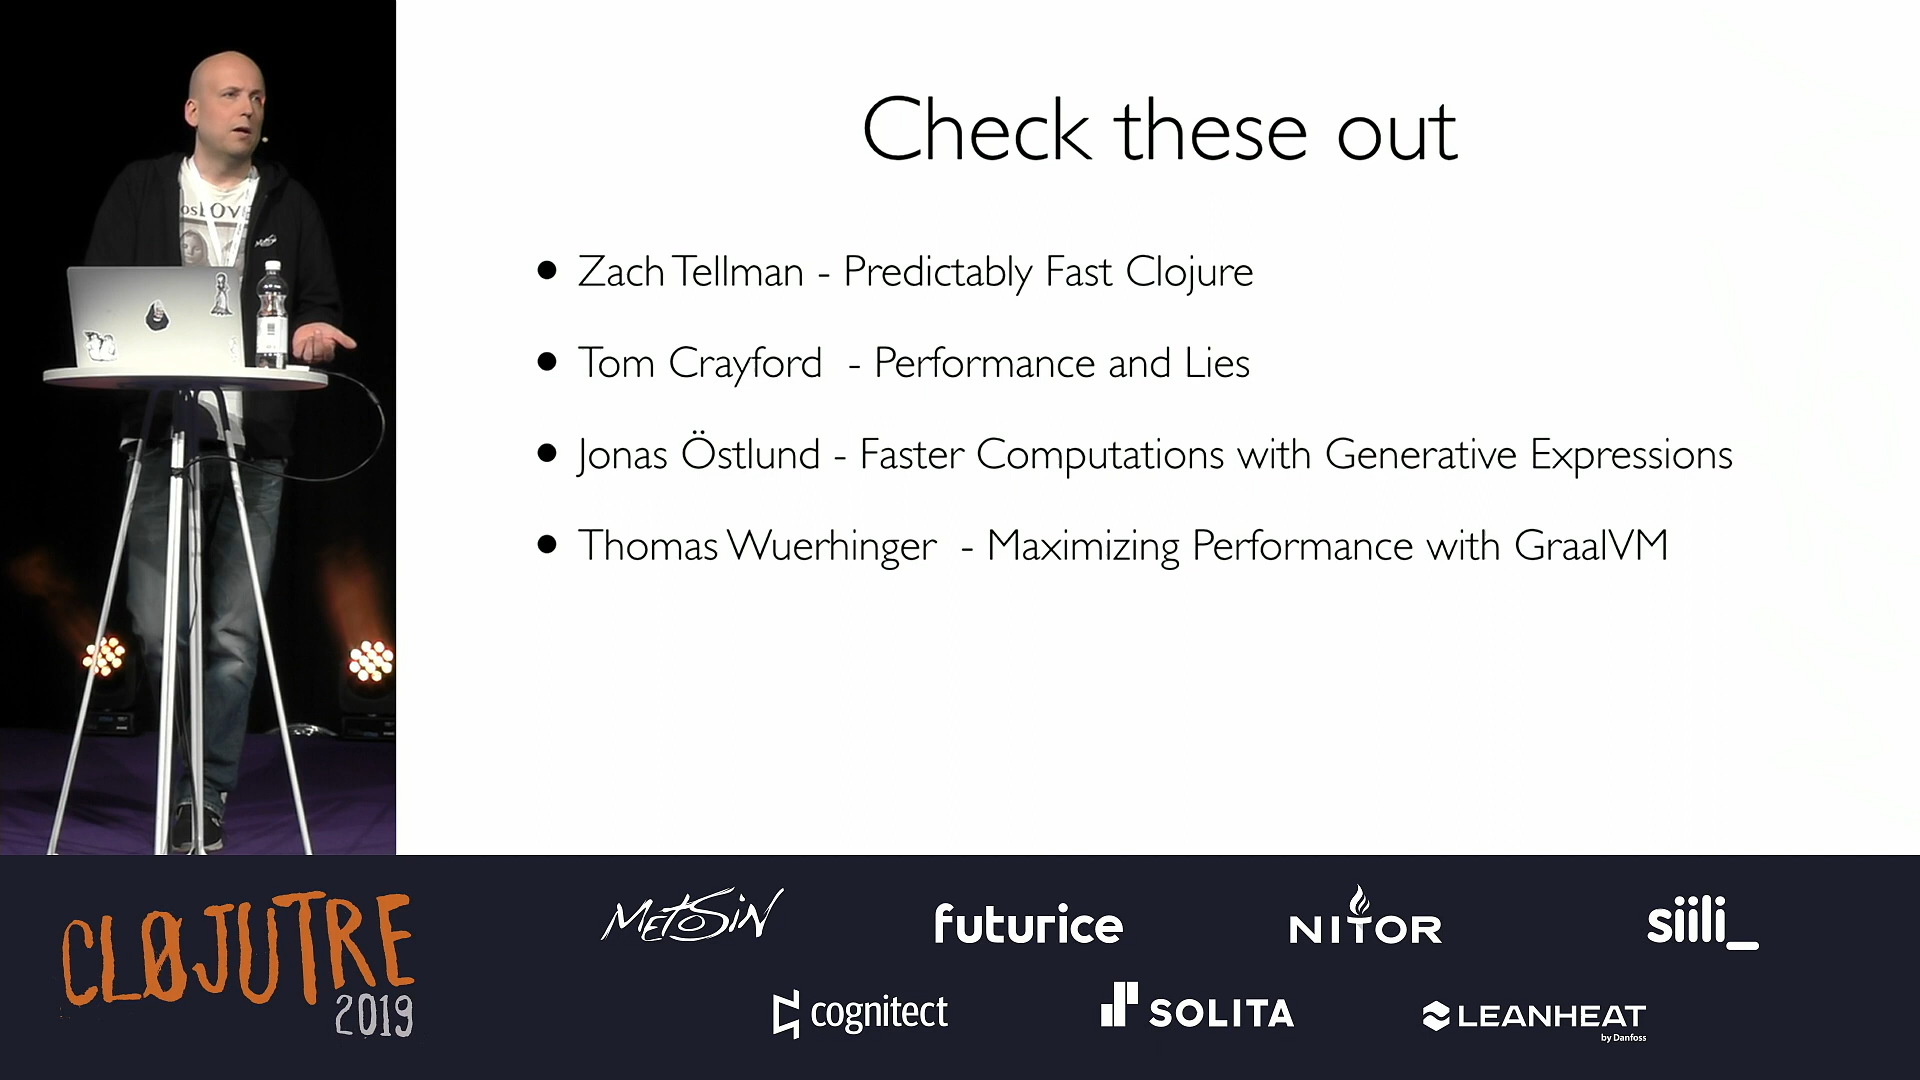 Check these out
• Zach Tellman - Predictably Fast Clojure
• Tom Crayford - Performance and Lies
• Jonas Östlund - Faster Computations with Generative Expressions
• Thomas Wuerhinger - Maximizing Performance with GraalVM
CLØJUTRE
2019
METOSIN
futurice
NITOR
siili_
cognitect
SOLITA
LEANHEAT
by Danfoss